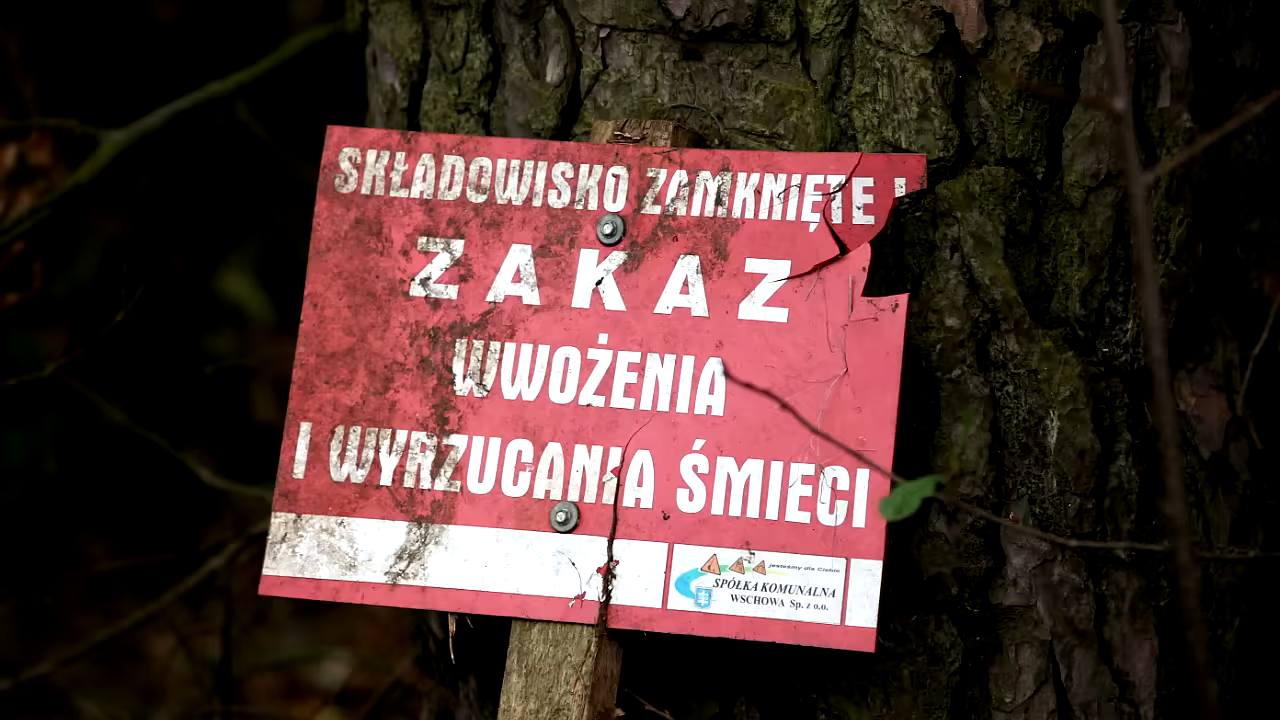 SKŁADOWISKO ZAMKNIĘTE !
ZAKAZ
WWOŻENIA
I WYRZUCANIA ŚMIECI
jesteśmy dla Ciebie
SPÓŁKA KOMUNALNA
WSCHOWA Sp. z o.o.